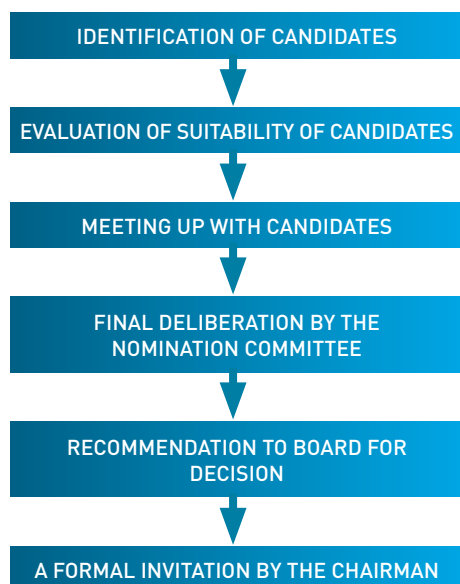 IDENTIFICATION OF CANDIDATES
EVALUATION OF SUITABILITY OF CANDIDATES
MEETING UP WITH CANDIDATES
FINAL DELIBERATION BY THE
NOMINATION COMMITTEE
RECOMMENDATION TO BOARD FOR
DECISION
A FORMAL INVITATION BY THE CHAIRMAN